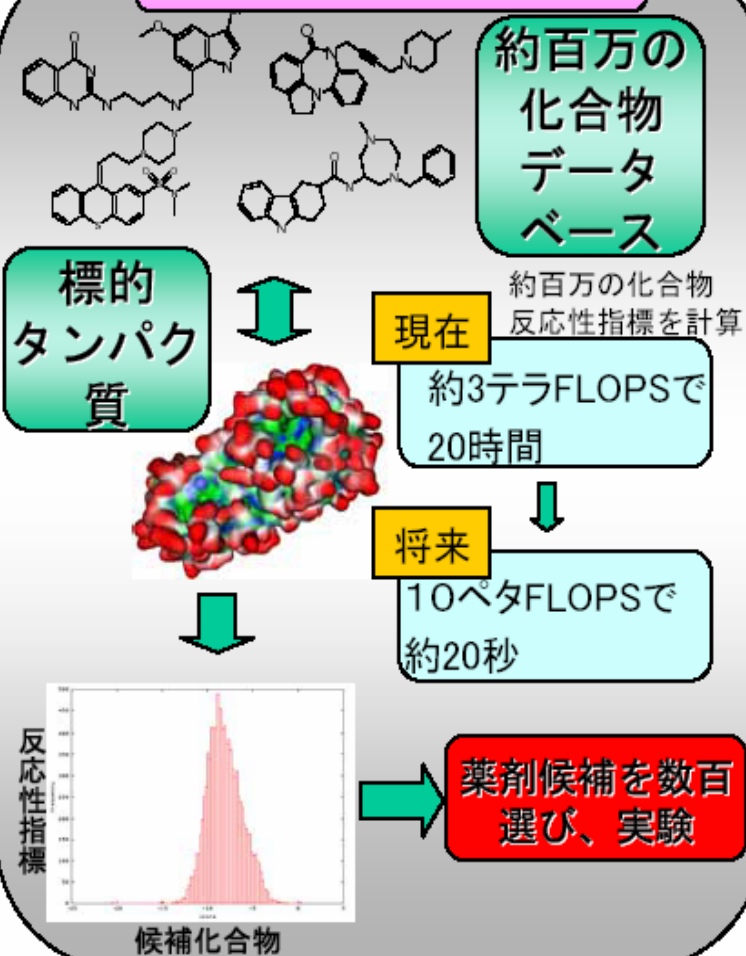 約百万の
化合物
データ
ベース
標的
タンパク
質
約百万の化合物
反応性指標を計算
現在
約3テラFLOPSで
20時間
将来
10ペタFLOPSで
約20秒
反応性指標
候補化合物
薬剤候補を数百
選び、実験